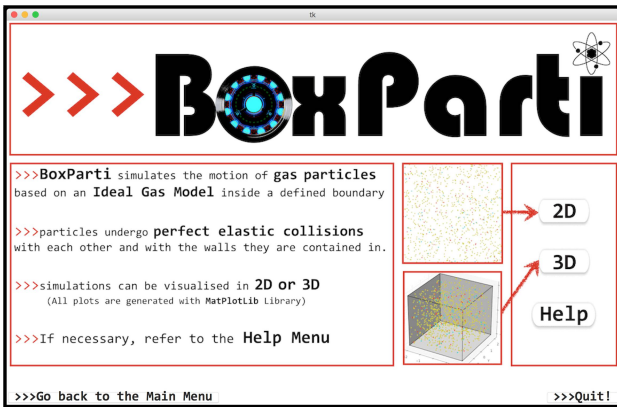 tk
>>>BoxParti
>>>BoxParti simulates the motion of gas particles
based on an Ideal Gas Model inside a defined boundary
>>>particles undergo perfect elastic collisions
with each other and with the walls they are contained in.
>>>simulations can be visualised in 2D or 3D
(All plots are generated with MatPlotLib Library)
>>>If necessary, refer to the Help Menu
2D
3D
Help
>>>Go back to the Main Menu
>>>Quit!